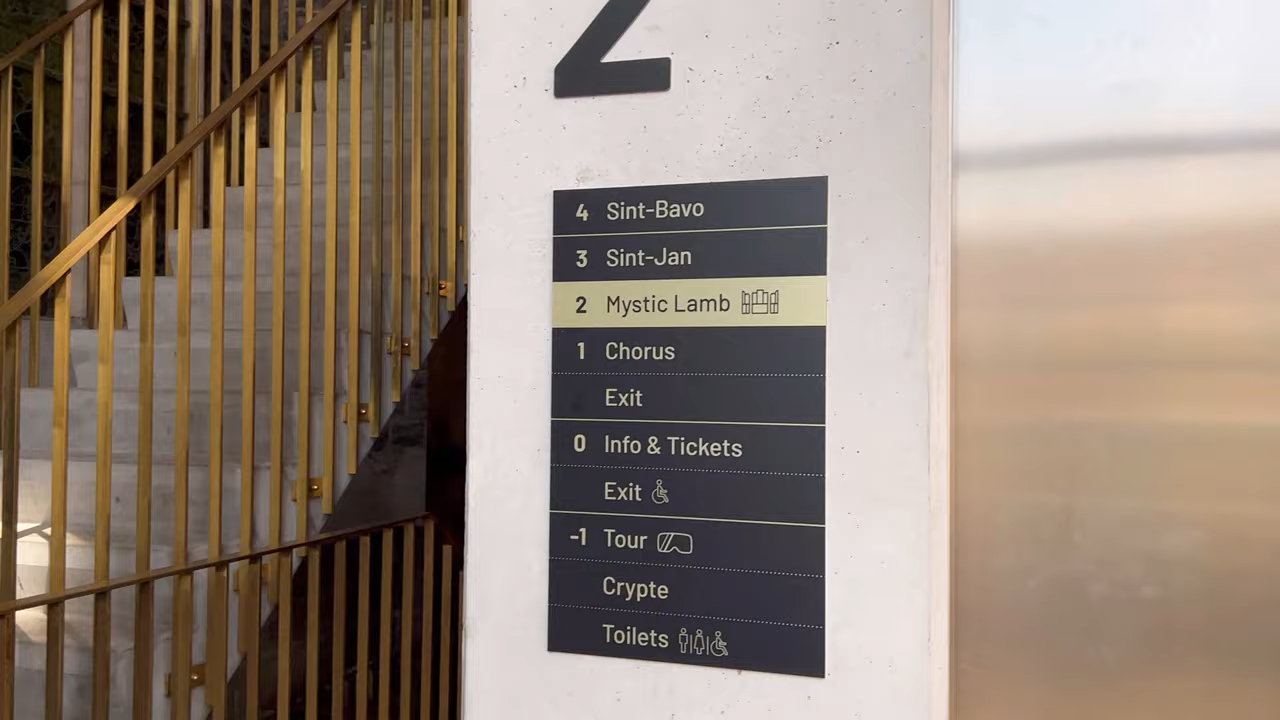 2
4 Sint-Bavo
3 Sint-Jan
2 Mystic Lamb
1 Chorus
Exit
0 Info & Tickets
Exit
-1 Tour
Crypte
Toilets